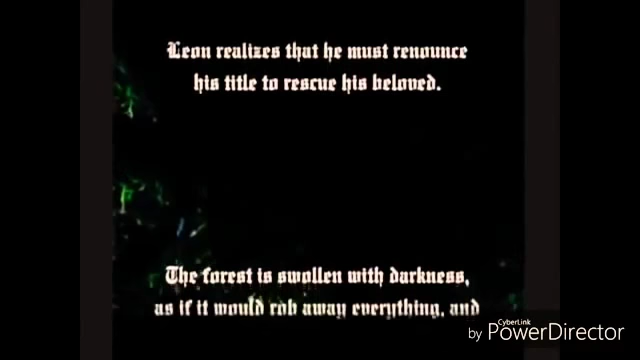 Leon realizes that he must renounce
his title to rescue his beloved.
The forest is swollen with darkness,
as if it would rob away everything, and
CyberLink
by PowerDirector